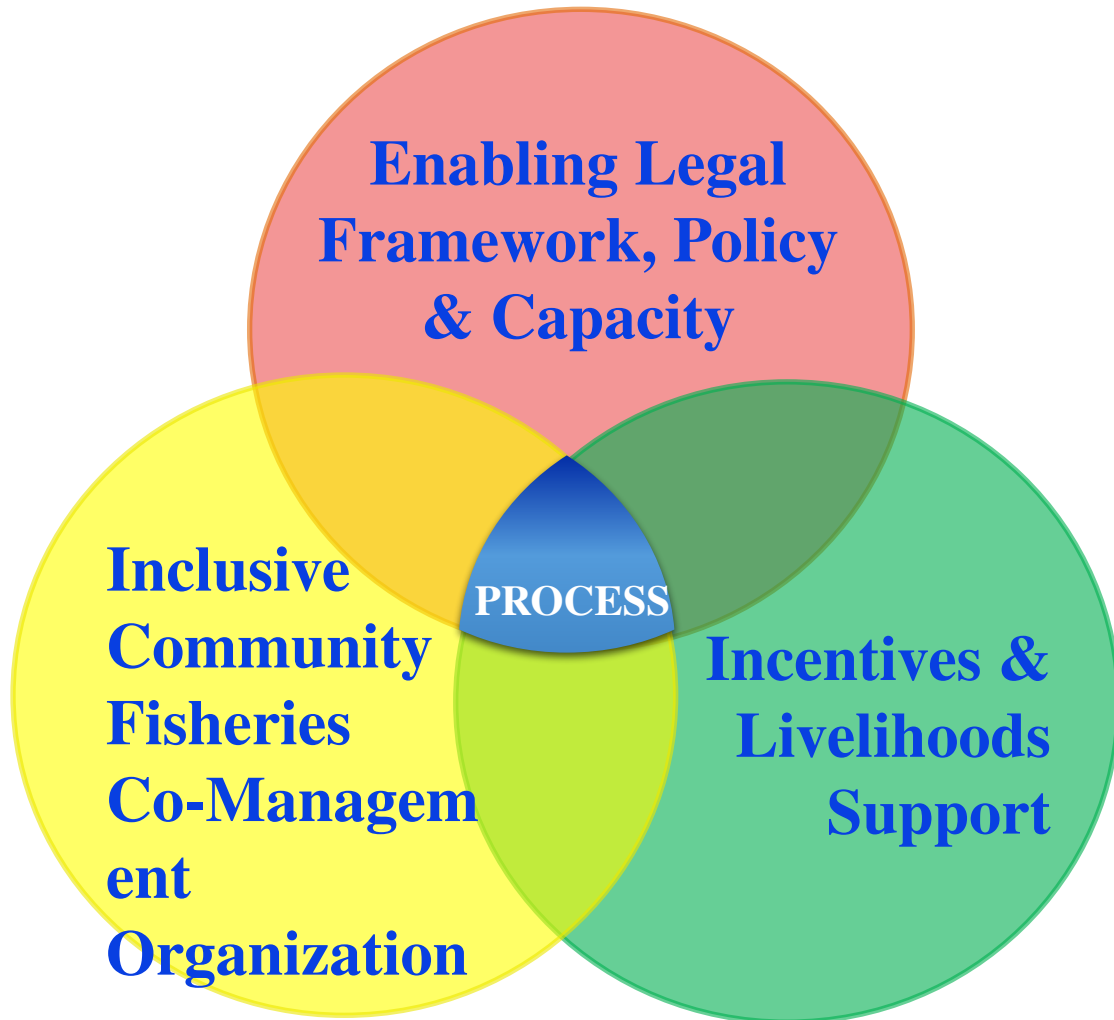 Enabling Legal
Framework, Policy
& Capacity
PROCESS
Inclusive
Community
Fisheries
Co-Managem
ent
Organization
Incentives &
Livelihoods
Support